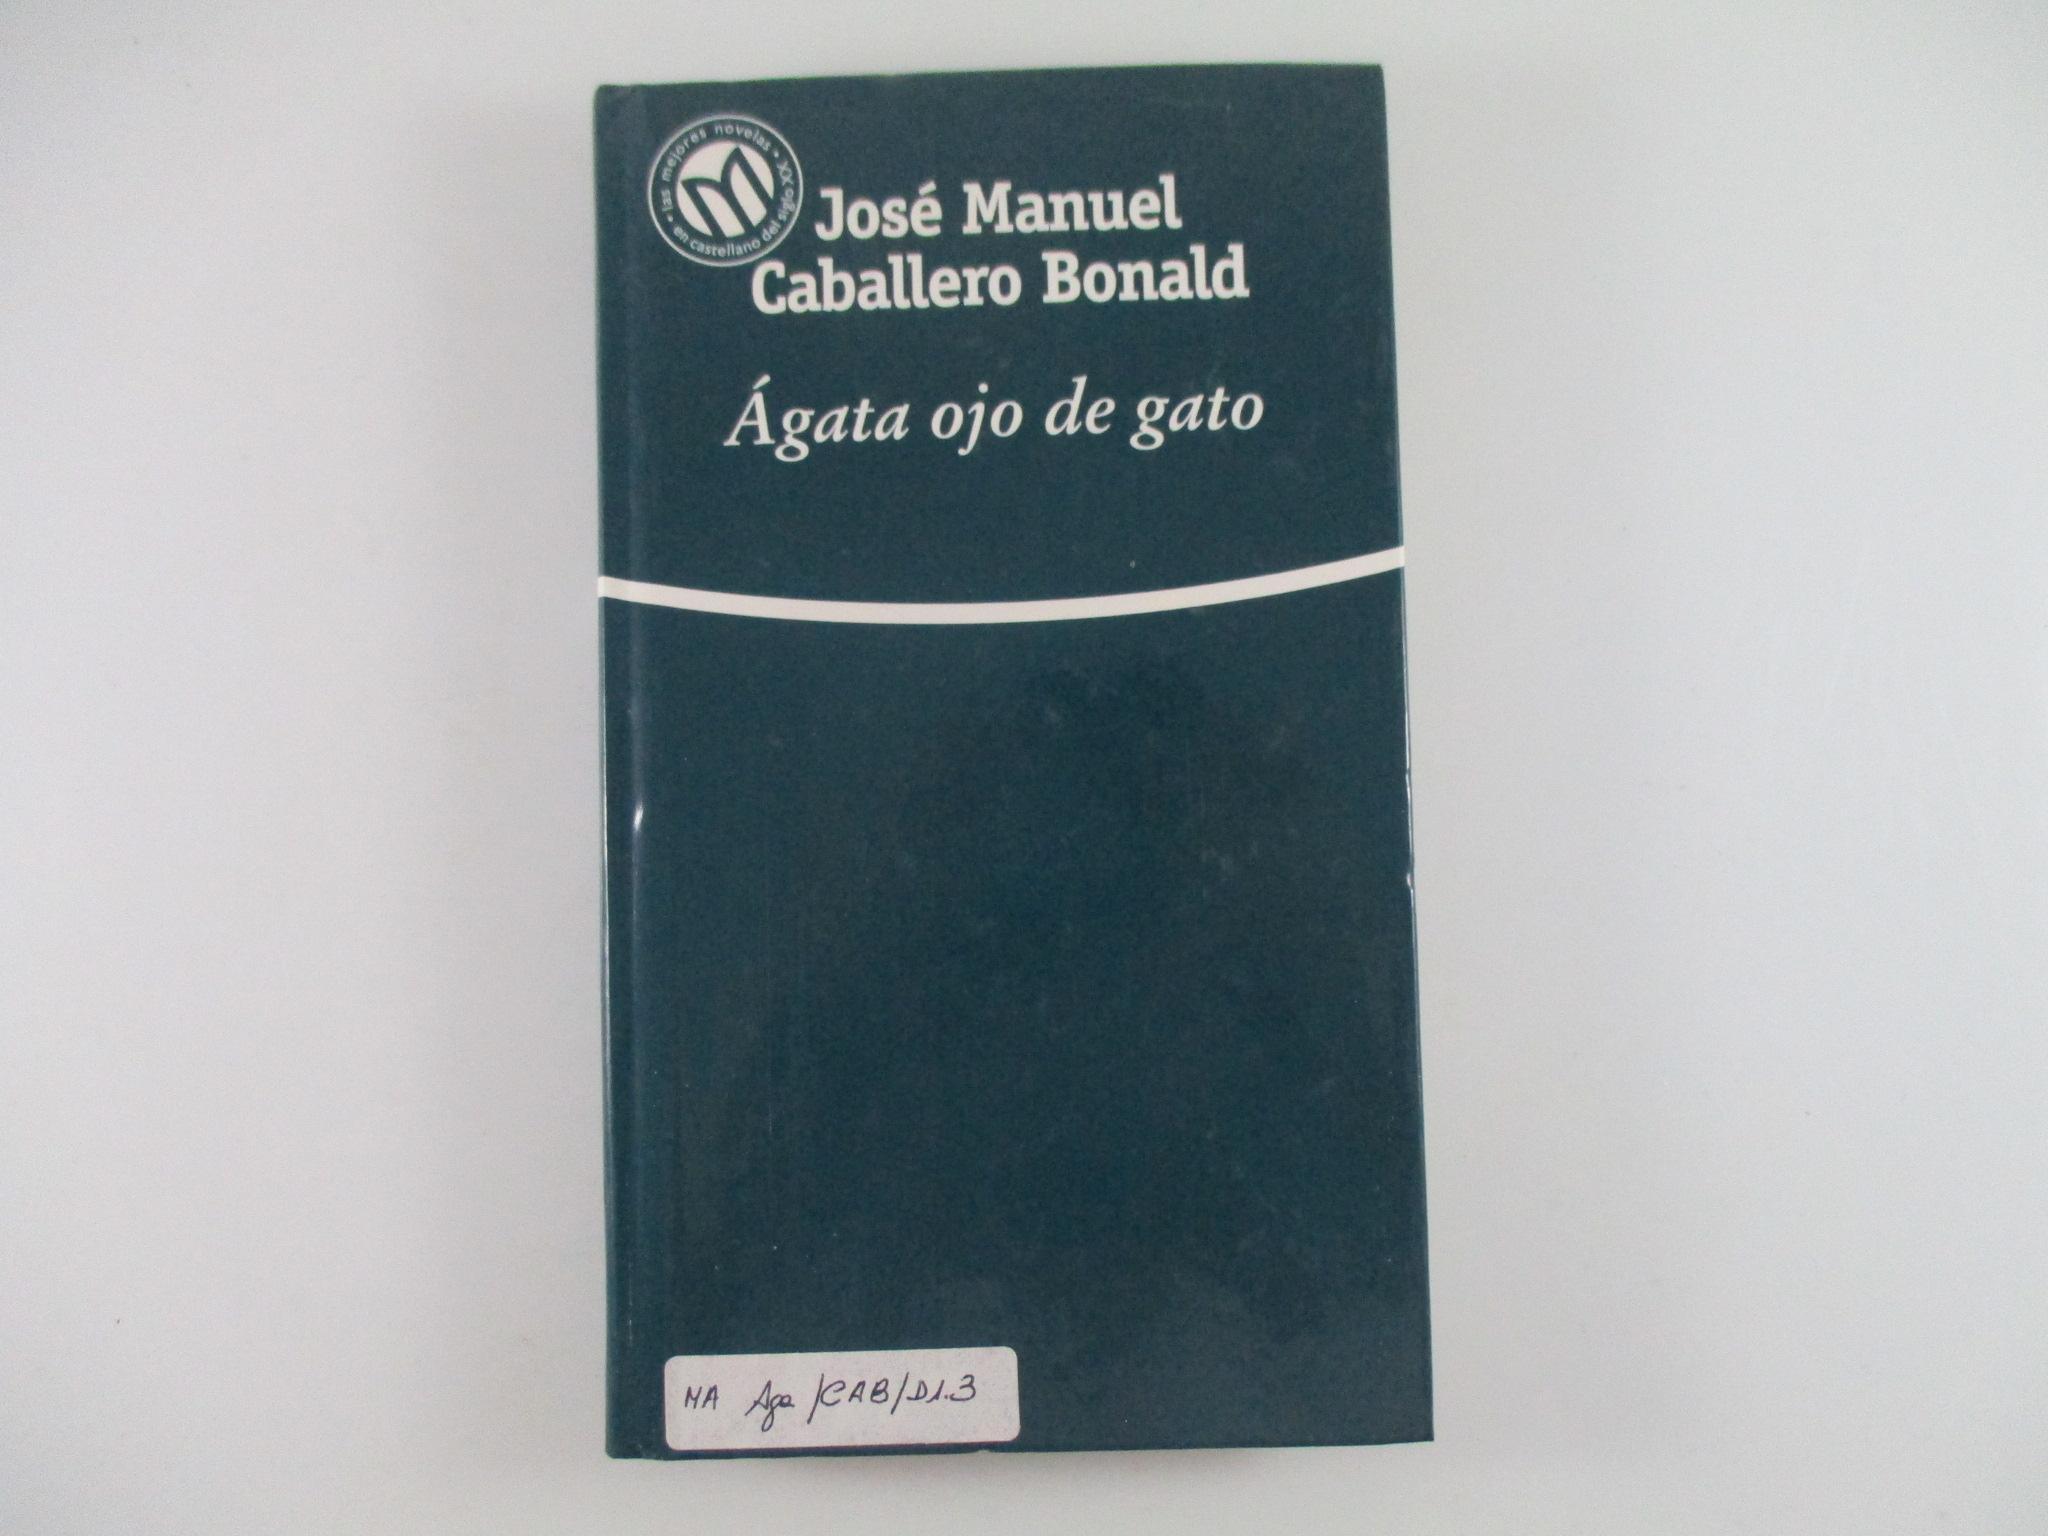 las mejores novelas • en castellano del siglo XX •
José Manuel
Caballero Bonald
Ágata ojo de gato
NA Aga /CAB/D1.3